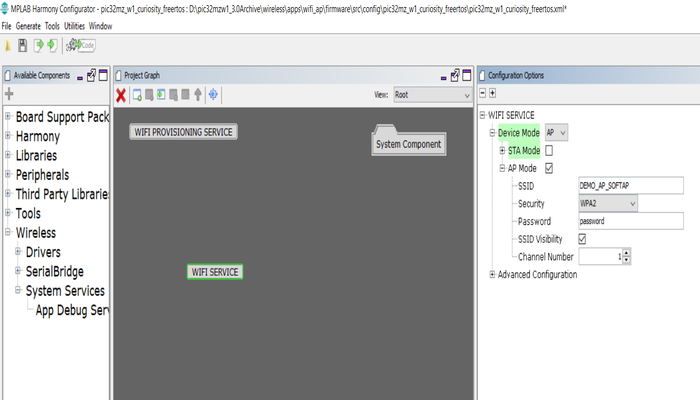 MPLAB Harmony Configurator - pic32mz_w1_curiosity_freertos : D:\pic32mzw1_3.0Archive\wireless\apps\wifi_ap\firmware\src\config\pic32mz_w1_curiosity_freertos\pic32mz_w1_curiosity_freertos.xml*
File Generate Tools Utilities Window
Code
Available Components
Board Support Pack
Harmony
Libraries
Peripherals
Third Party Libraries
Tools
Wireless
Drivers
SerialBridge
System Services
App Debug Serv
Project Graph
View: Root
WIFI PROVISIONING SERVICE
System Component
WIFI SERVICE
Configuration Options
WIFI SERVICE
Device Mode AP
STA Mode
AP Mode
SSID DEMO_AP_SOFTAP
Security WPA2
Password password
SSID Visibility
Channel Number 1
Advanced Configuration